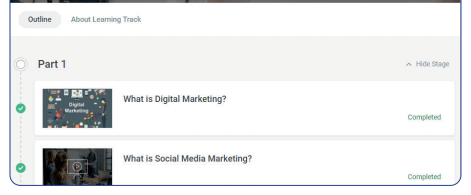 Outline About Learning Track
Part 1
Hide Stage
Digital
Marketing
What is Digital Marketing?
Completed
What is Social Media Marketing?
Completed